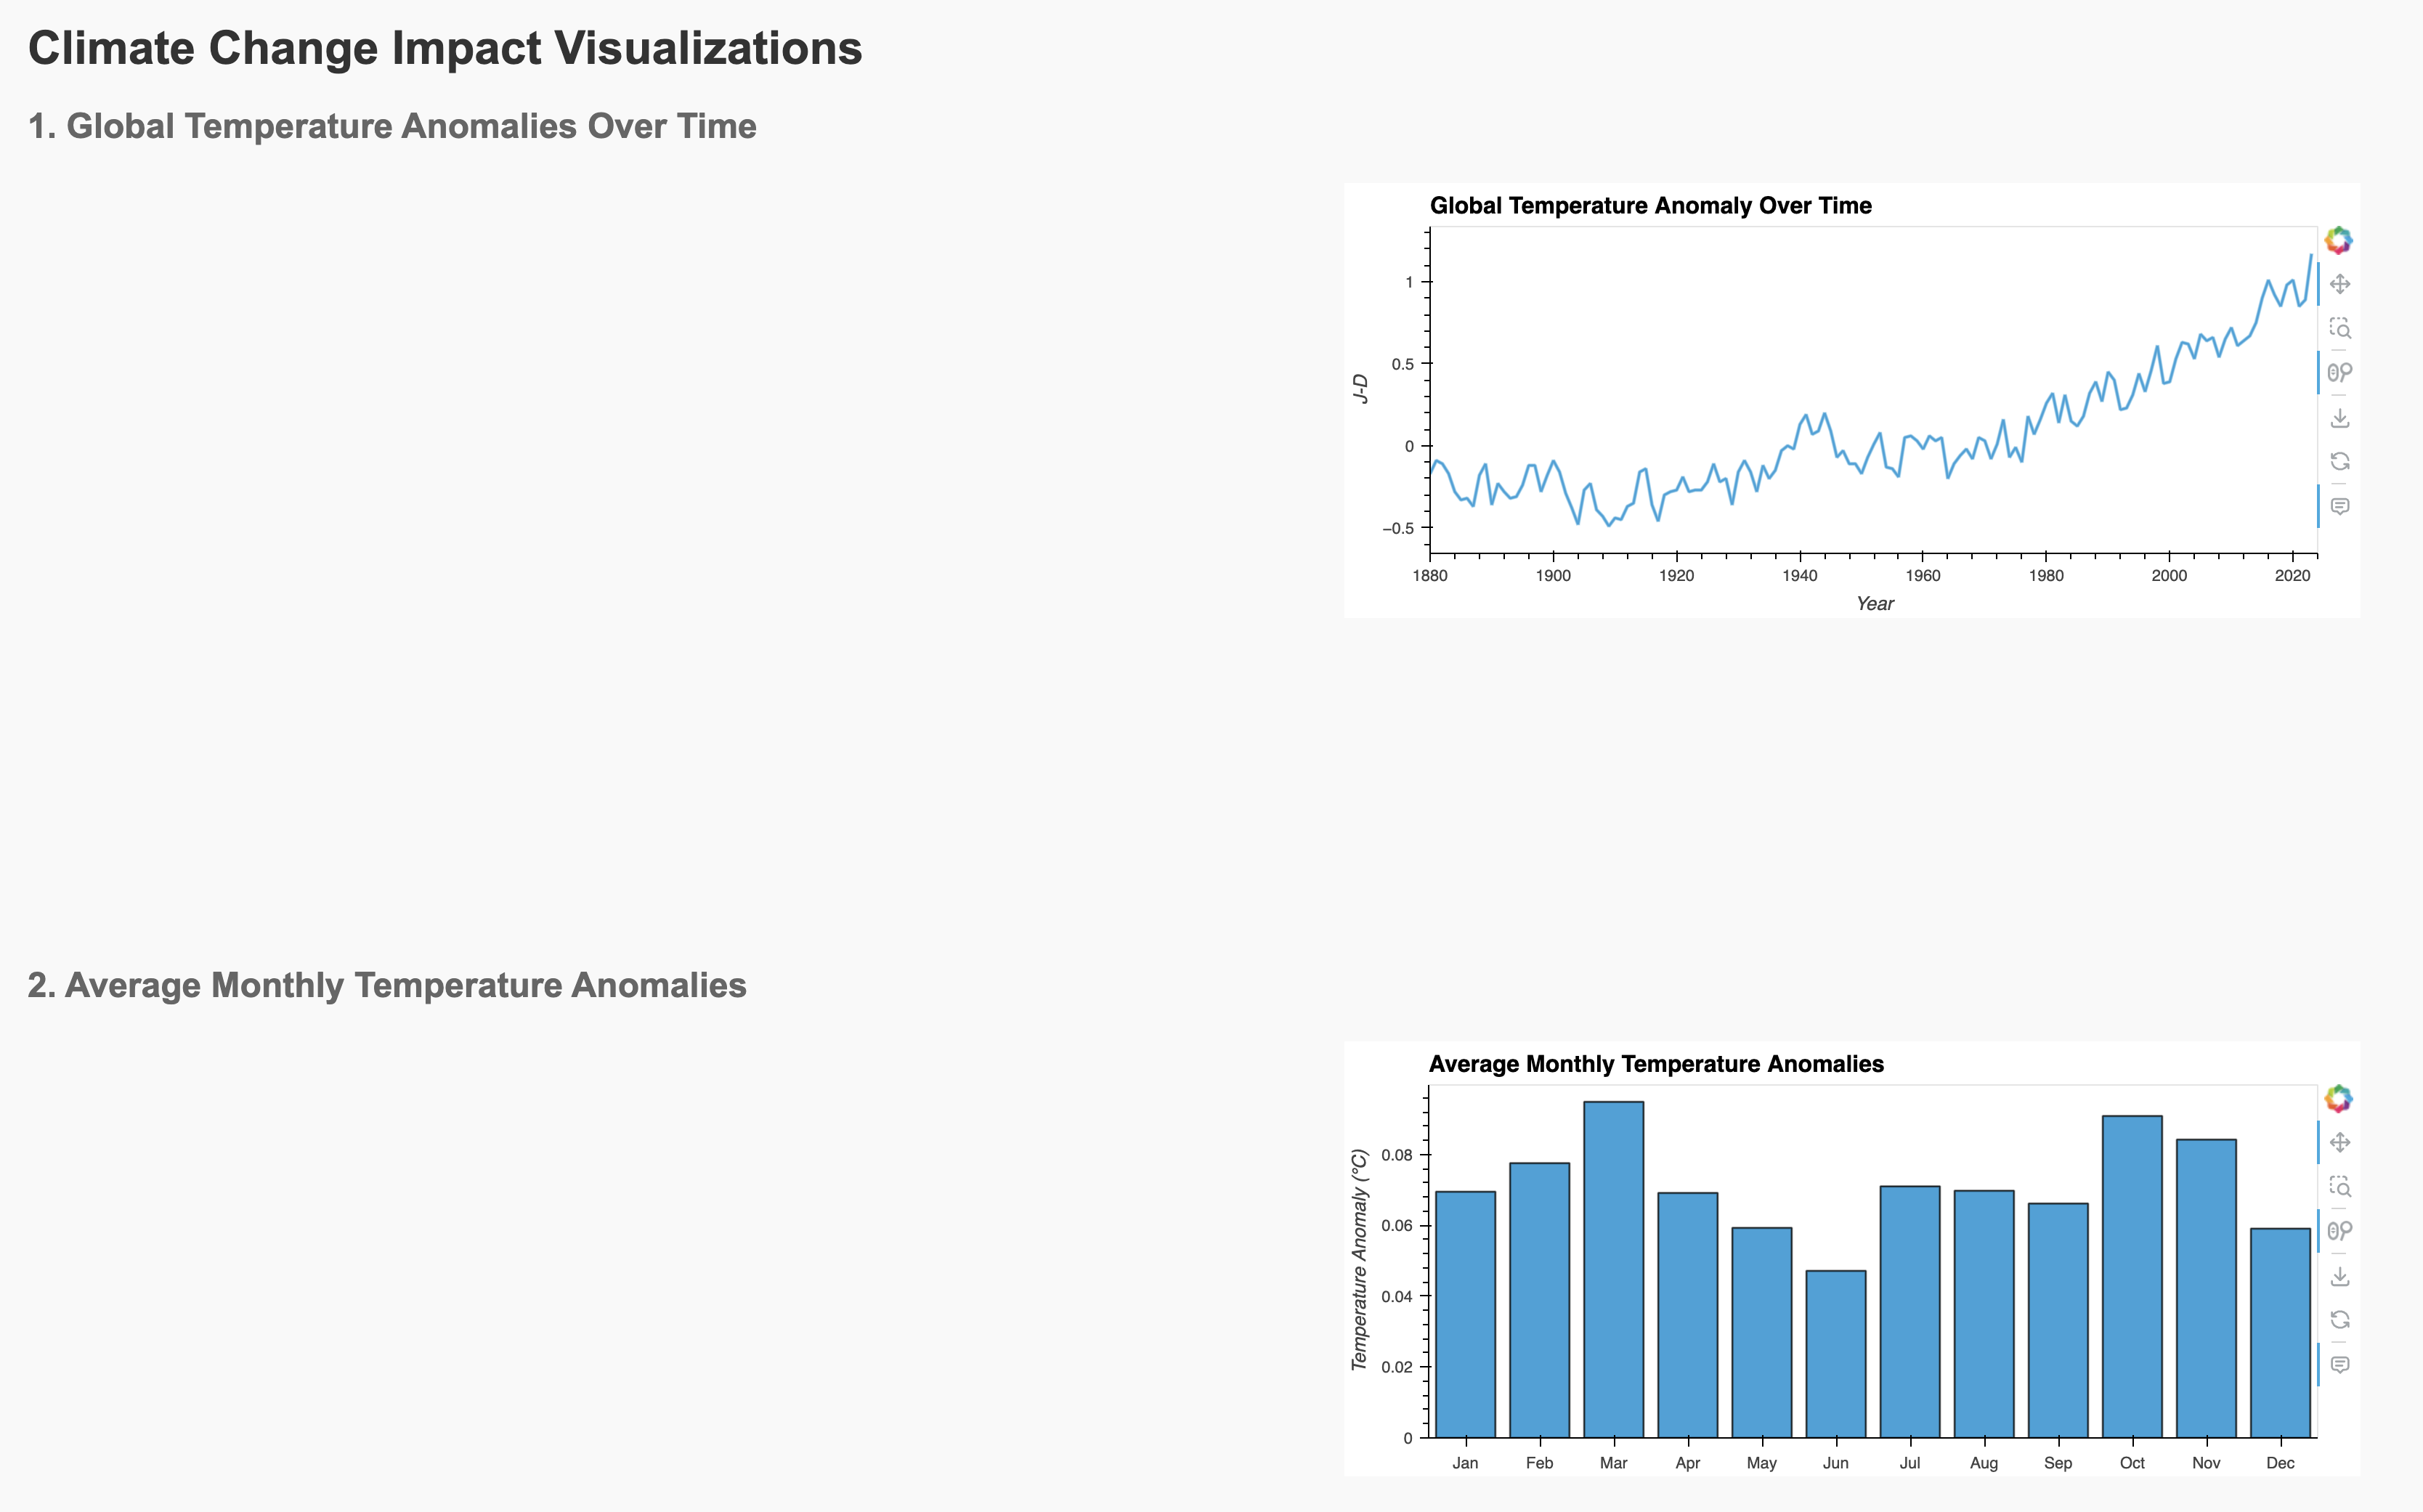 Climate Change Impact Visualizations
1. Global Temperature Anomalies Over Time
Global Temperature Anomaly Over Time
J-D
1
0.5
0
−0.5
1880 1900 1920 1940 1960 1980 2000 2020
Year
2. Average Monthly Temperature Anomalies
Average Monthly Temperature Anomalies
Temperature Anomaly (°C)
0.08
0.06
0.04
0.02
0
Jan Feb Mar Apr May Jun Jul Aug Sep Oct Nov Dec